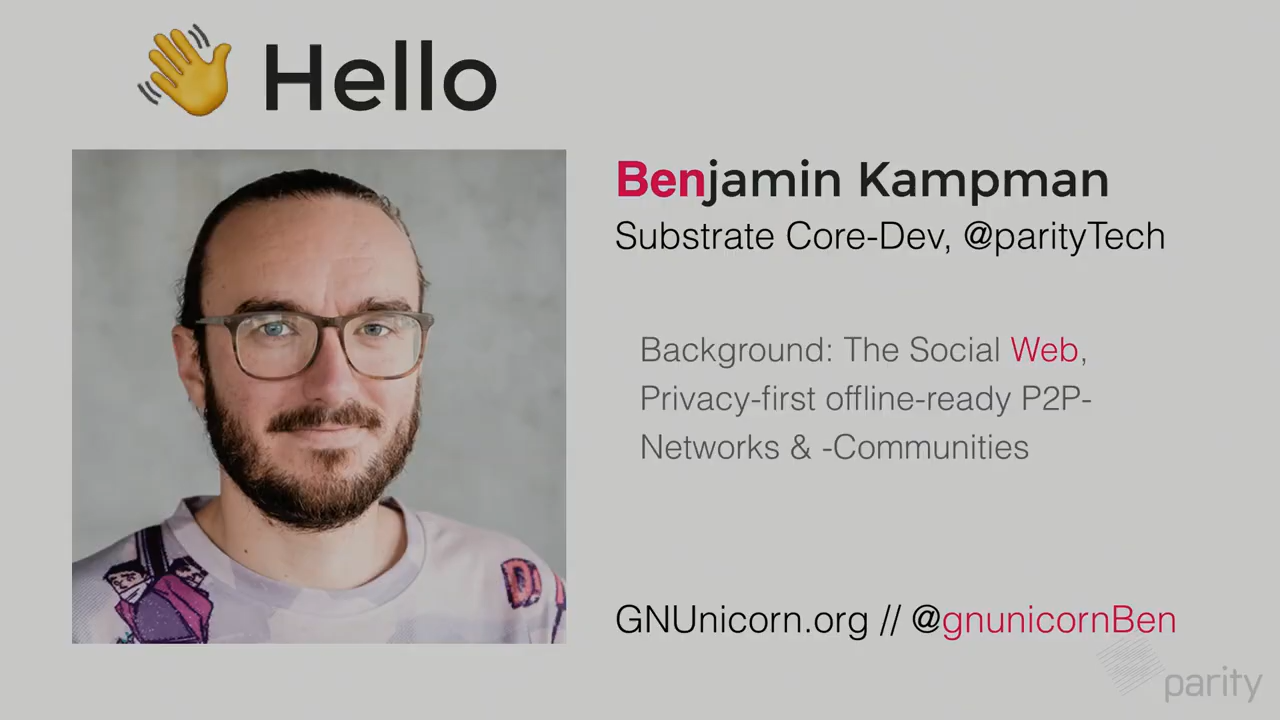 👋 Hello
Benjamin Kampman
Substrate Core-Dev, @parityTech
Background: The Social Web,
Privacy-first offline-ready P2P-
Networks & -Communities
GNUnicorn.org // @gnunicornBen
parity